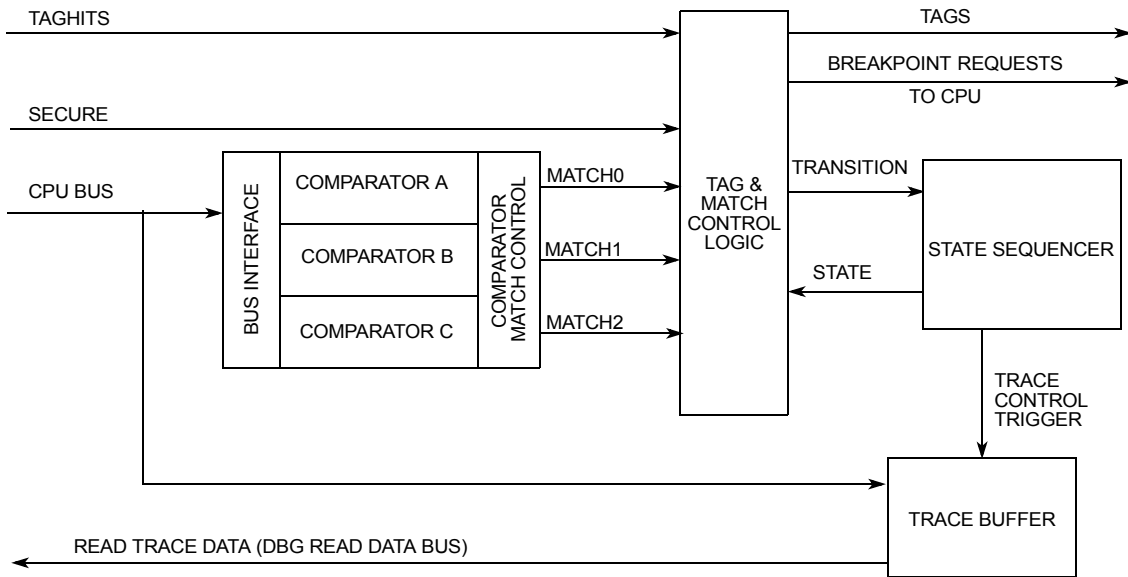 TAGHITS
TAGS
BREAKPOINT REQUESTS
TO CPU
SECURE
CPU BUS
BUS INTERFACE
COMPARATOR A
COMPARATOR B
COMPARATOR C
COMPARATOR
MATCH CONTROL
MATCH0
MATCH1
MATCH2
TAG &
MATCH
CONTROL
LOGIC
TRANSITION
STATE
STATE SEQUENCER
TRACE
CONTROL
TRIGGER
TRACE BUFFER
READ TRACE DATA (DBG READ DATA BUS)